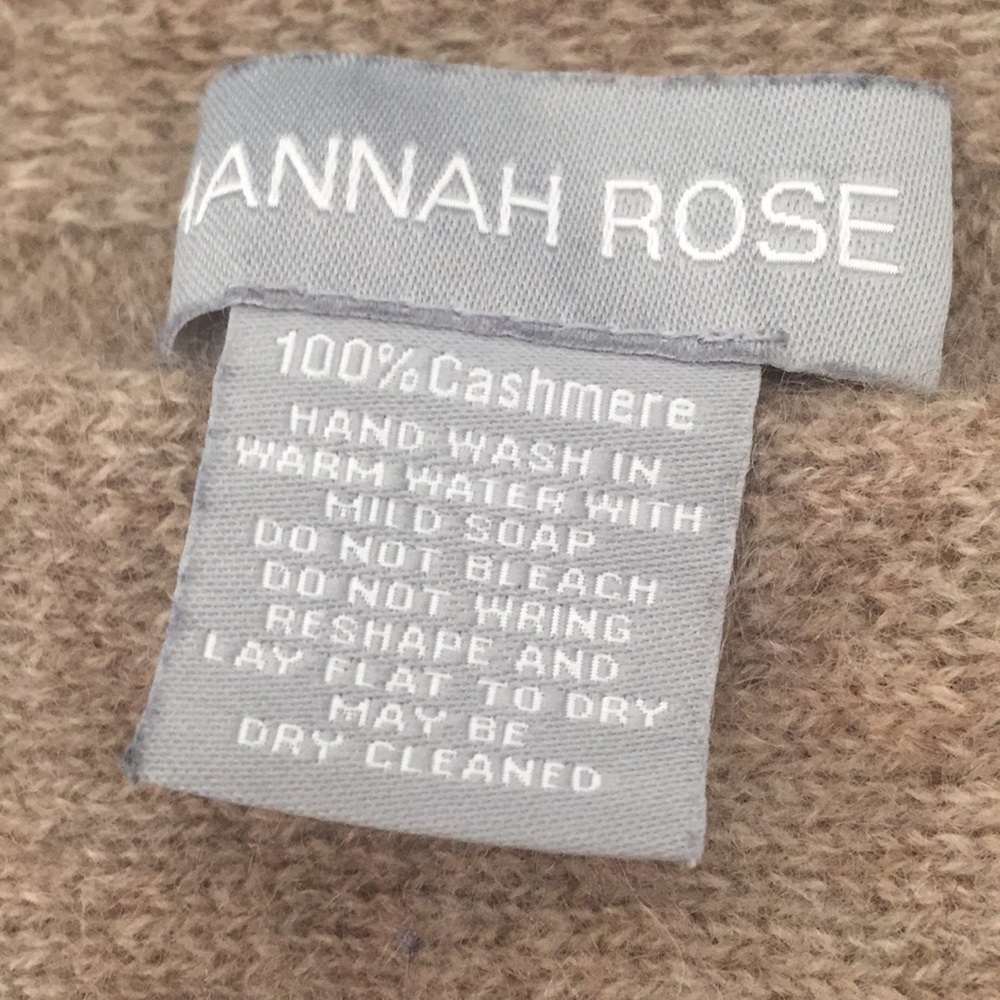 HANNAH ROSE
100%Cashmere
HAND WASH IN
WARM WATER WITH
MILD SOAP
DO NOT BLEACH
DO NOT WRING
RESHAPE AND
LAY FLAT TO DRY
MAY BE
DRY CLEANED